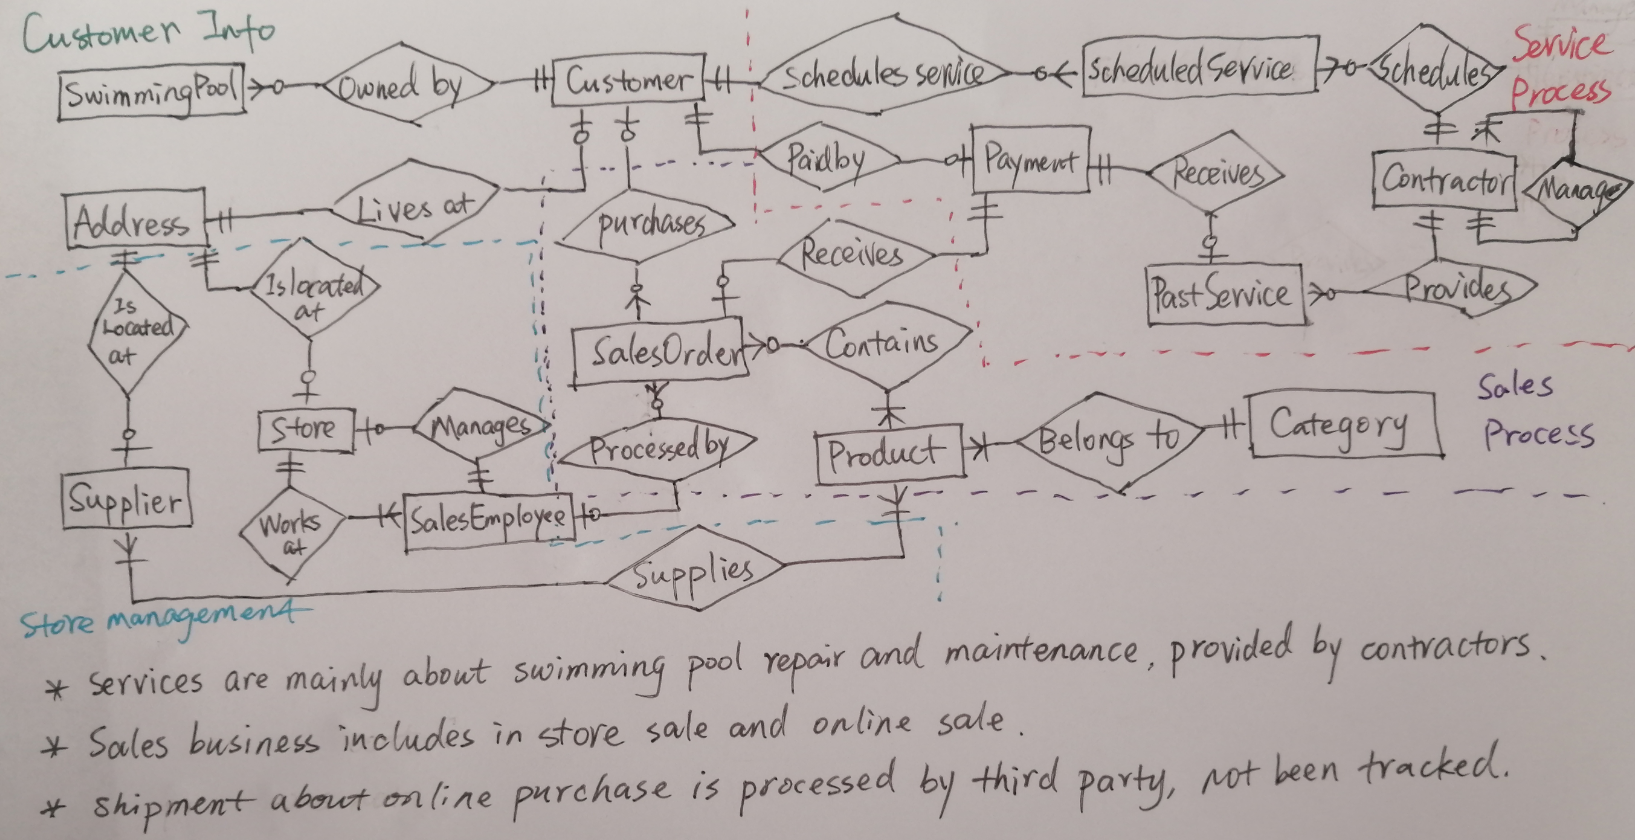 Customer Info
SwimmingPool
Owned by
Customer
Schedules service
ScheduledService
Schedules
Service
Process
Address
Lives at
purchases
Paid by
Payment
Receives
Contractor
Manage
Is
Located
at
Is located
at
Receives
PastService
Provides
SalesOrder
Contains
Store
Manages
Processed by
Product
Belongs to
Category
Sales
Process
Supplier
Works
at
SalesEmployee
Supplies
Store management
* services are mainly about swimming pool repair and maintenance, provided by contractors.
* Sales business includes in store sale and online sale.
* shipment about online purchase is processed by third party, not been tracked.